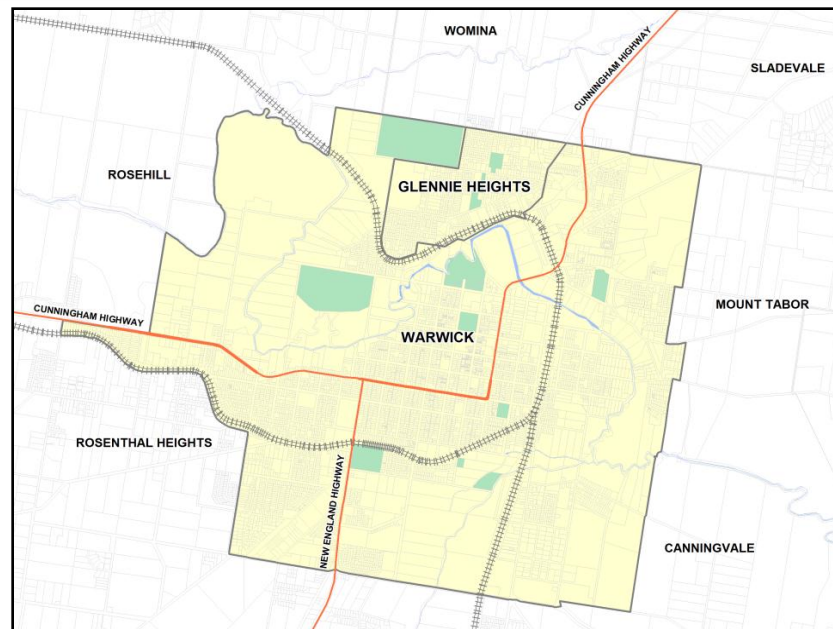 WOMINA
CUNNINGHAM HIGHWAY
SLADEVALE
ROSEHILL
GLENNIE HEIGHTS
MOUNT TABOR
CUNNINGHAM HIGHWAY
WARWICK
ROSENTHAL HEIGHTS
NEW ENGLAND HIGHWAY
CANNINGVALE